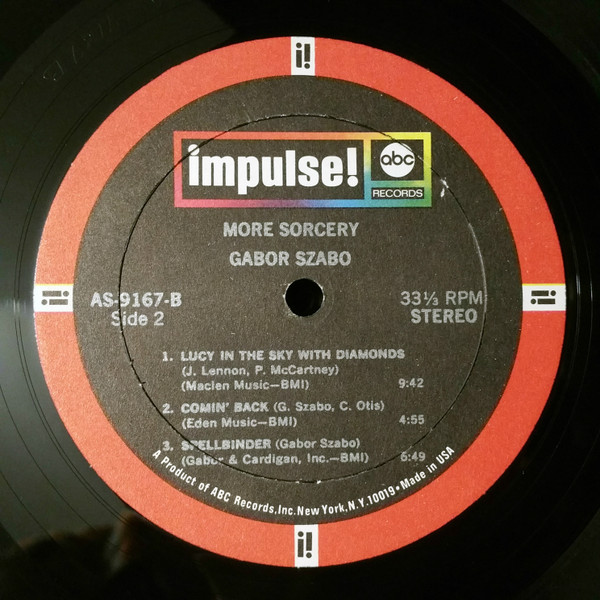 i!
impulse!
abc
RECORDS
MORE SORCERY
GABOR SZABO
AS-9167-B
Side 2
33⅓ RPM
STEREO
i!
i!
1. LUCY IN THE SKY WITH DIAMONDS
(J. Lennon, P. McCartney)
(Maclen Music—BMI) 9:42
2. COMIN' BACK (G. Szabo, C. Otis)
(Eden Music—BMI) 4:55
3. SPELLBINDER (Gabor Szabo)
(Gabor & Cardigan, Inc.—BMI) 6:49
A Product of ABC Records, Inc. New York, N.Y. 10019 • Made in USA
i!